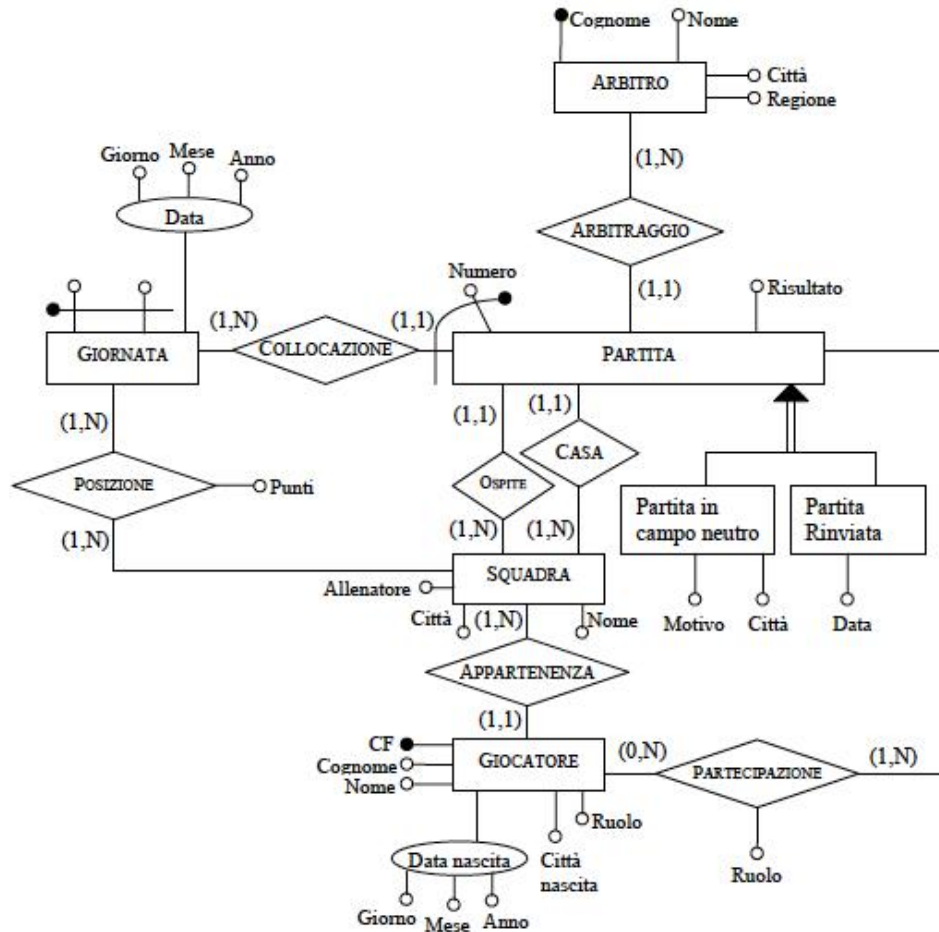 Cognome Nome
ARBITRO
Città
Regione
Giorno Mese Anno
Data
(1,N)
ARBITRAGGIO
(1,1)
Numero
Risultato
(1,N)
(1,1)
GIORNATA
COLLOCAZIONE
PARTITA
(1,N)
(1,1)
(1,1)
CASA
POSIZIONE
Punti
OSPITE
Partita in
campo neutro
Partita
Rinviata
(1,N)
(1,N)
(1,N)
SQUADRA
Allenatore
Città
(1,N)
Nome
Motivo
Città
Data
APPARTENENZA
(1,1)
CF
Cognome
Nome
GIOCATORE
(0,N)
PARTECIPAZIONE
(1,N)
Ruolo
Data nascita
Città
nascita
Ruolo
Giorno
Mese
Anno